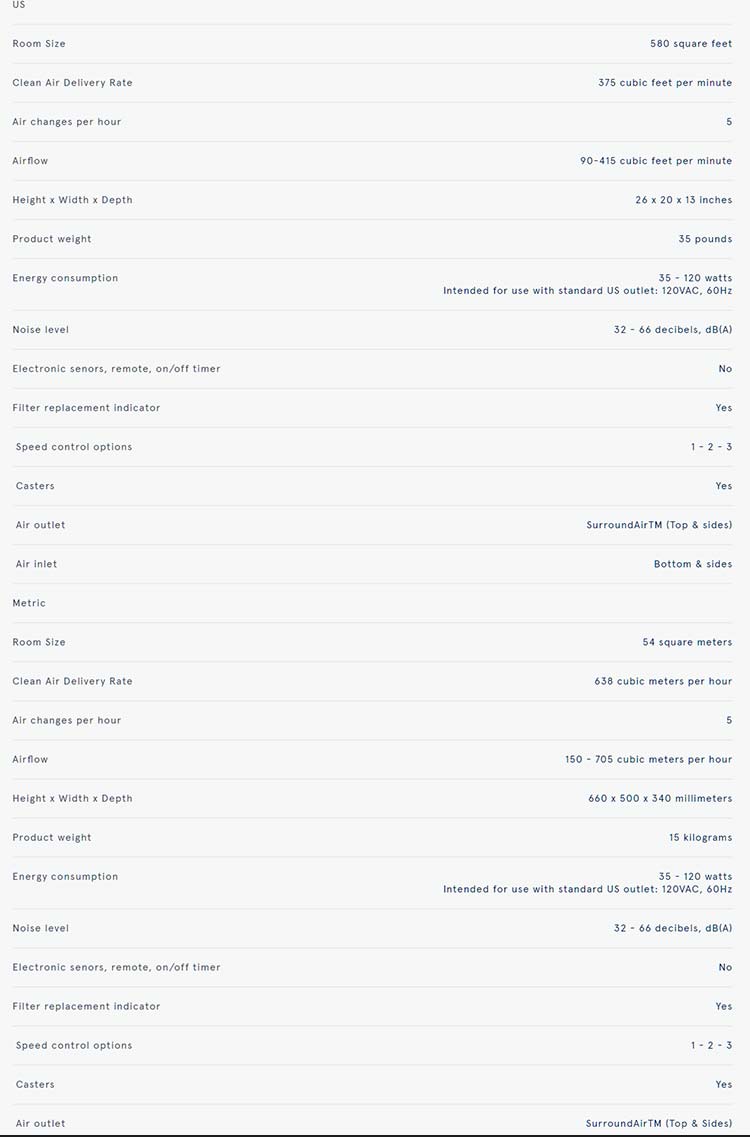 US
Room Size 580 square feet
Clean Air Delivery Rate 375 cubic feet per minute
Air changes per hour 5
Airflow 90-415 cubic feet per minute
Height x Width x Depth 26 x 20 x 13 inches
Product weight 35 pounds
Energy consumption 35 - 120 watts
Intended for use with standard US outlet: 120VAC, 60Hz
Noise level 32 - 66 decibels, dB(A)
Electronic senors, remote, on/off timer No
Filter replacement indicator Yes
Speed control options 1 - 2 - 3
Casters Yes
Air outlet SurroundAirTM (Top & sides)
Air inlet Bottom & sides
Metric
Room Size 54 square meters
Clean Air Delivery Rate 638 cubic meters per hour
Air changes per hour 5
Airflow 150 - 705 cubic meters per hour
Height x Width x Depth 660 x 500 x 340 millimeters
Product weight 15 kilograms
Energy consumption 35 - 120 watts
Intended for use with standard US outlet: 120VAC, 60Hz
Noise level 32 - 66 decibels, dB(A)
Electronic senors, remote, on/off timer No
Filter replacement indicator Yes
Speed control options 1 - 2 - 3
Casters Yes
Air outlet SurroundAirTM (Top & Sides)